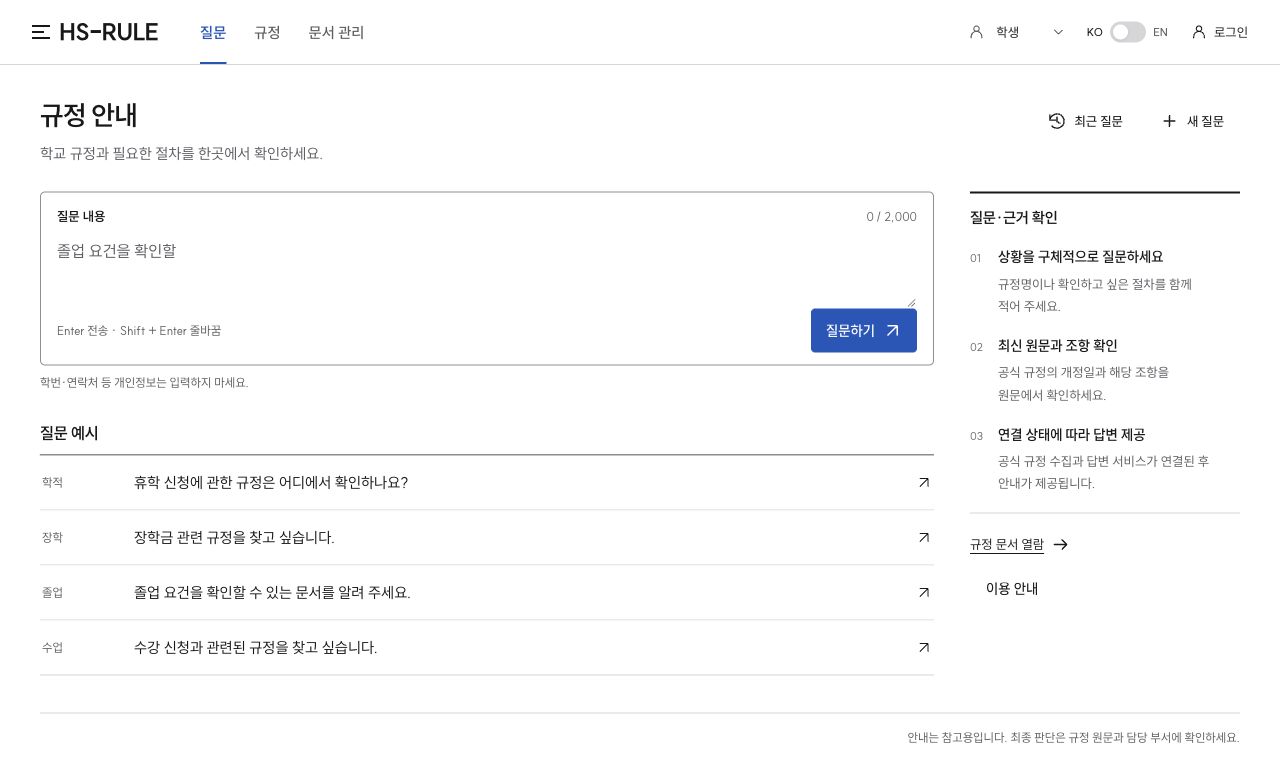 HS-RULE
질문
규정
문서 관리
학생
KO
EN
로그인
규정 안내
학교 규정과 필요한 절차를 한곳에서 확인하세요.
최근 질문
새 질문
질문 내용
0 / 2,000
졸업 요건을 확인할
Enter 전송 · Shift + Enter 줄바꿈
질문하기
학번·연락처 등 개인정보는 입력하지 마세요.
질문 예시
학적
휴학 신청에 관한 규정은 어디에서 확인하나요?
장학
장학금 관련 규정을 찾고 싶습니다.
졸업
졸업 요건을 확인할 수 있는 문서를 알려 주세요.
수업
수강 신청과 관련된 규정을 찾고 싶습니다.
질문·근거 확인
01
상황을 구체적으로 질문하세요
규정명이나 확인하고 싶은 절차를 함께
적어 주세요.
02
최신 원문과 조항 확인
공식 규정의 개정일과 해당 조항을
원문에서 확인하세요.
03
연결 상태에 따라 답변 제공
공식 규정 수집과 답변 서비스가 연결된 후
안내가 제공됩니다.
규정 문서 열람
이용 안내
안내는 참고용입니다. 최종 판단은 규정 원문과 담당 부서에 확인하세요.